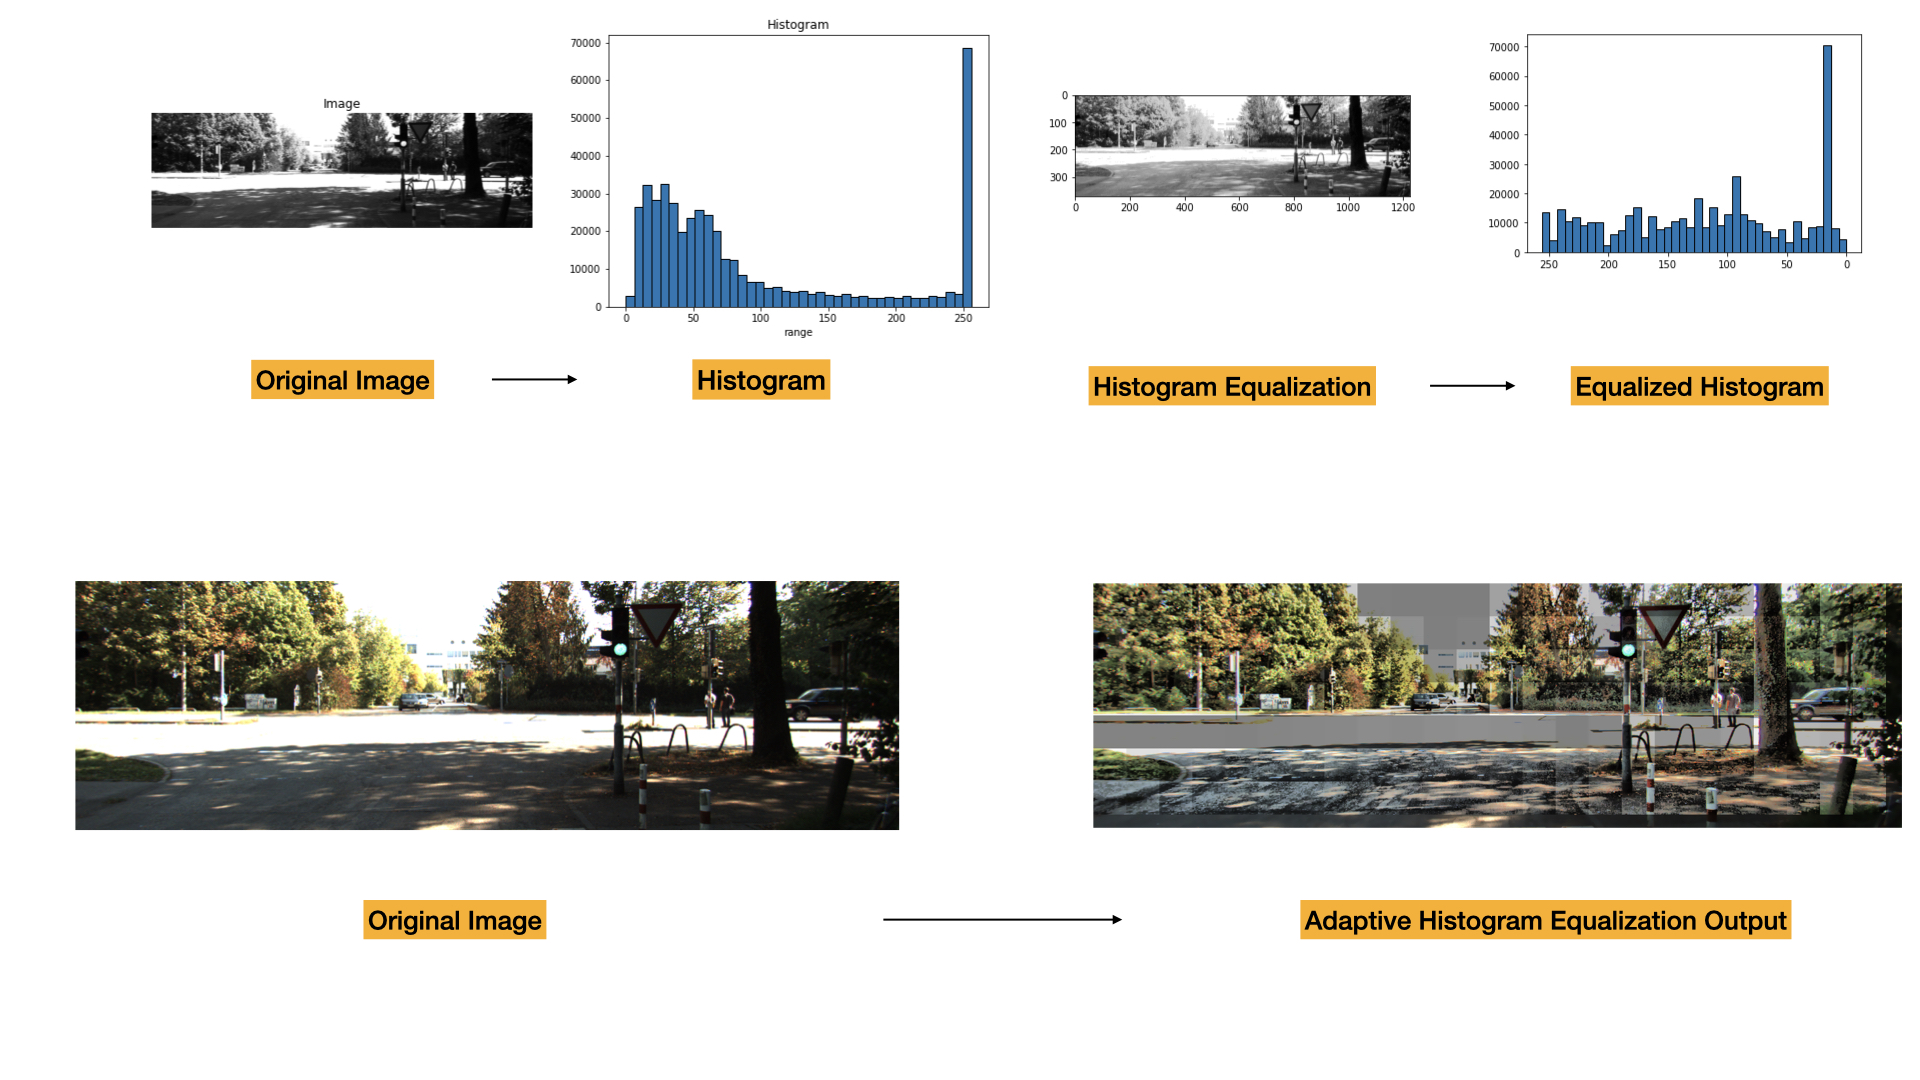 Histogram
70000
60000
50000
40000
30000
20000
10000
0
0 50 100 150 200 250
range
Image
0
100
200
300
0 200 400 600 800 1000 1200
70000
60000
50000
40000
30000
20000
10000
0
250 200 150 100 50 0
Original Image
Histogram
Histogram Equalization
Equalized Histogram
Original Image
Adaptive Histogram Equalization Output